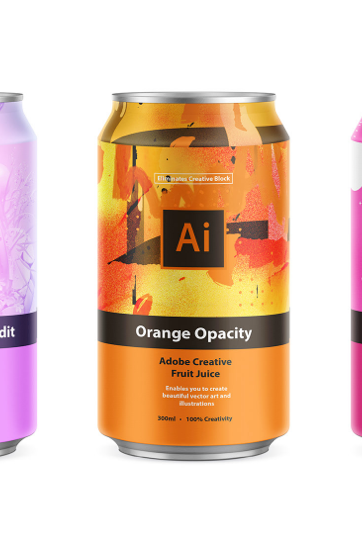 Eliminates Creative Block
Ai
dit
Orange Opacity
Adobe Creative
Fruit Juice
Enables you to create
beautiful vector art and
illustrations
300ml • 100% Creativity